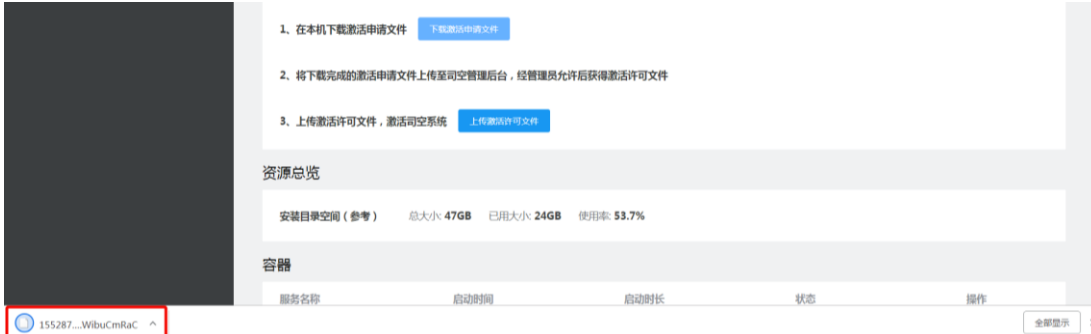 1、在本机下载激活申请文件 下载激活申请文件
2、将下载完成的激活申请文件上传至司空管理后台，经管理员允许后获得激活许可文件
3、上传激活许可文件，激活司空系统 上传激活许可文件
资源总览
安装目录空间（参考） 总大小: 47GB 已用大小: 24GB 使用率: 53.7%
容器
服务名称 启动时间 启动时长 状态 操作
155287....WibuCmRaC 全部显示